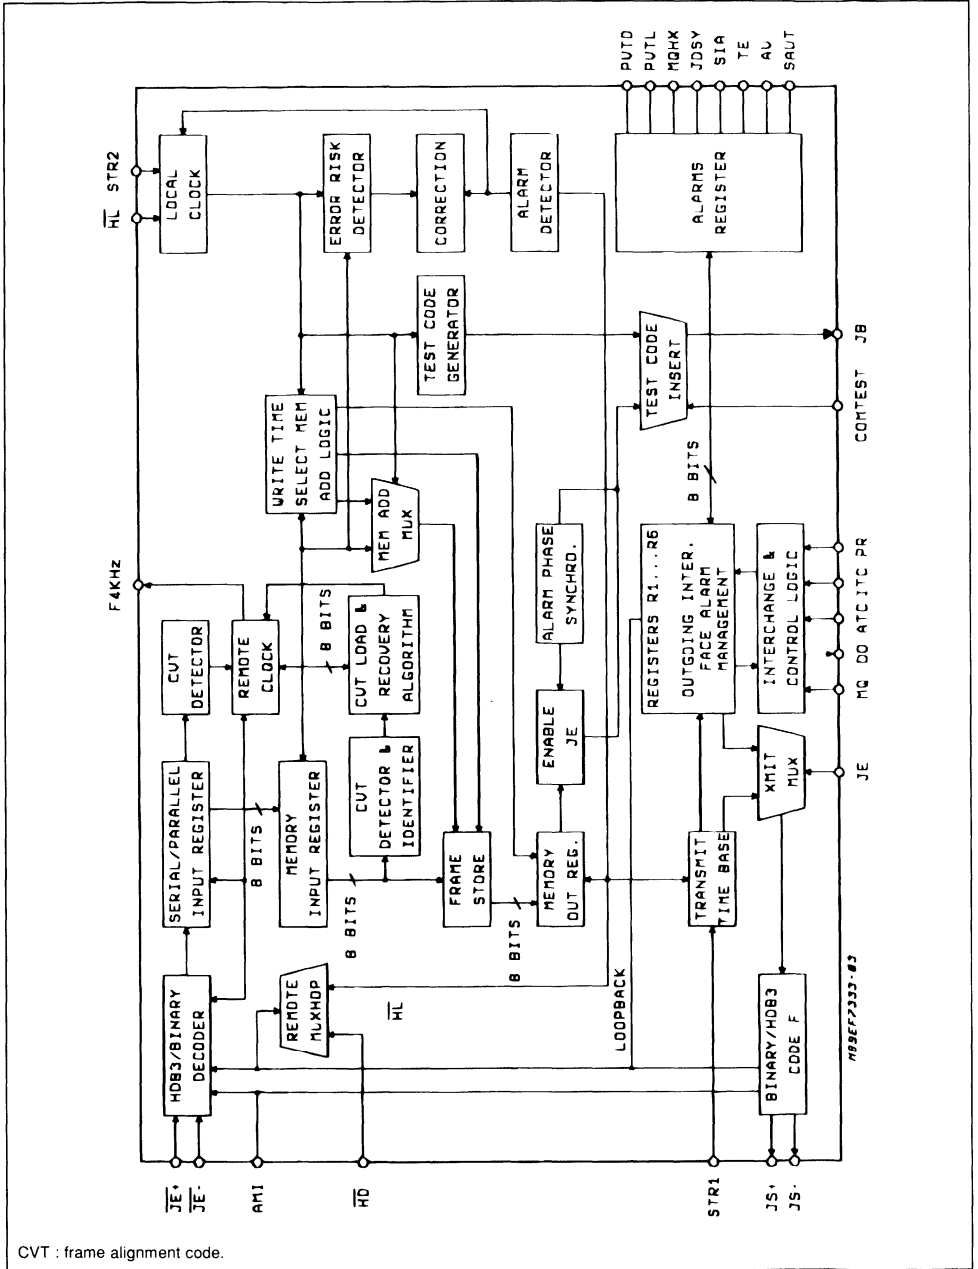 HL STR2
F4KHz
LOCAL
CLOCK
ERROR RISK
DETECTOR
CORRECTION
ALARM
DETECTOR
ALARMS
REGISTER
PVTD
PVTL
MQHX
JDSY
SIA
TE
AV
SAUT
WRITE TIME
SELECT MEM
ADD LOGIC
TEST CODE
GENERATOR
TEST CODE
INSERT
JB
COMTEST
MEM ADD
MUX
8 BITS
CVT
DETECTOR
REMOTE
CLOCK
8 BITS
CVT LOAD &
RECOVERY
ALGORITHM
ALARM PHASE
SYNCHRO.
REGISTERS R1...R6
OUTGOING INTER.
FACE ALARM
MANAGEMENT
INTERCHANGE &
CONTROL LOGIC
MQ DO ATC ITC PR
SERIAL/PARALLEL
INPUT REGISTER
8 BITS
MEMORY
INPUT REGISTER
8 BITS
CVT
DETECTOR &
IDENTIFIER
FRAME
STORE
8 BITS
ENABLE
JE
MEMORY
OUT REG.
TRANSMIT
TIME BASE
XMIT
MUX
JE
HDB3/BINARY
DECODER
REMOTE
MUXHOP
HL
LOOPBACK
BINARY/HDB3
CODE F
M89EF7333-03
JE+
JE-
AMI
HD
STR1
JS+
JS-
CVT : frame alignment code.